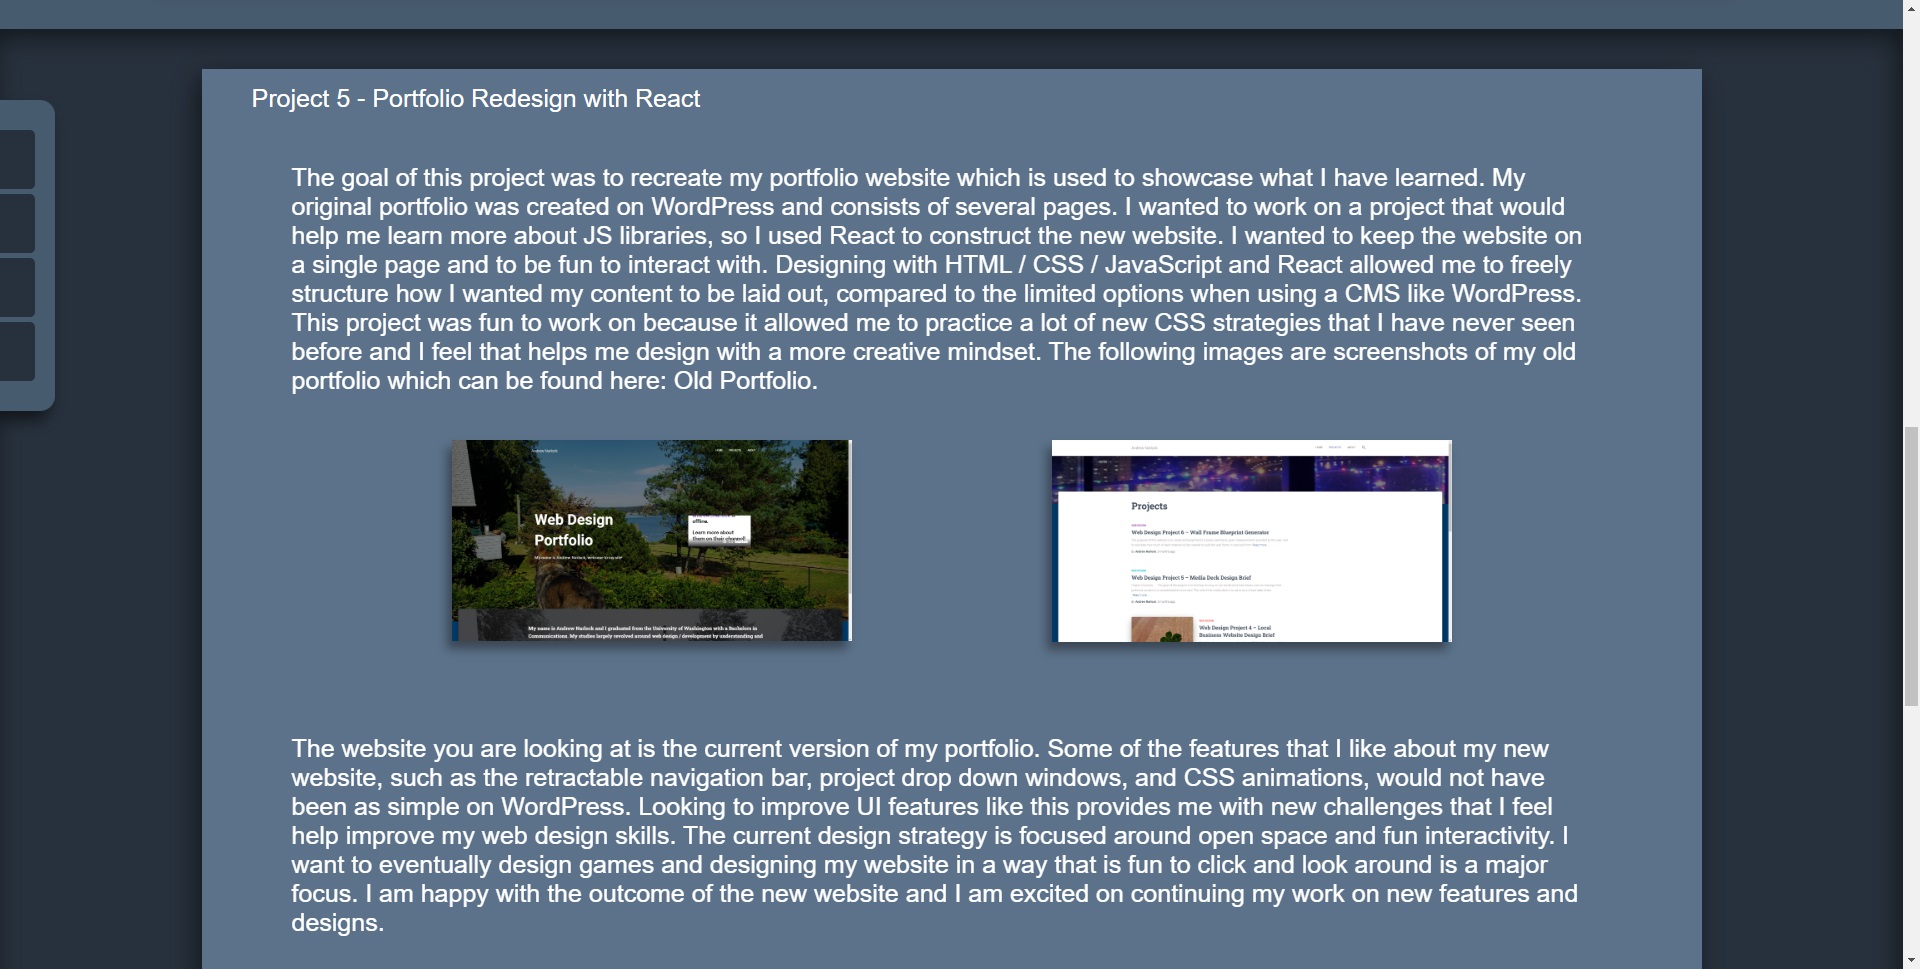 Project 5 - Portfolio Redesign with React
The goal of this project was to recreate my portfolio website which is used to showcase what I have learned. My
original portfolio was created on WordPress and consists of several pages. I wanted to work on a project that would
help me learn more about JS libraries, so I used React to construct the new website. I wanted to keep the website on
a single page and to be fun to interact with. Designing with HTML / CSS / JavaScript and React allowed me to freely
structure how I wanted my content to be laid out, compared to the limited options when using a CMS like WordPress.
This project was fun to work on because it allowed me to practice a lot of new CSS strategies that I have never seen
before and I feel that helps me design with a more creative mindset. The following images are screenshots of my old
portfolio which can be found here: Old Portfolio.
Web Design
Portfolio
offline.
Learn more about
them on their channel!
My name is Andrew Narlock and I graduated from the University of Washington with a Bachelors in
Communications. My studies largely revolved around web design / development by understanding and
Projects
Web Design Project 6 – Wall Frame Blueprint Generator
Web Design Project 5 – Media Deck Design Brief
Web Design Project 4 – Local
Business Website Design Brief
The website you are looking at is the current version of my portfolio. Some of the features that I like about my new
website, such as the retractable navigation bar, project drop down windows, and CSS animations, would not have
been as simple on WordPress. Looking to improve UI features like this provides me with new challenges that I feel
help improve my web design skills. The current design strategy is focused around open space and fun interactivity. I
want to eventually design games and designing my website in a way that is fun to click and look around is a major
focus. I am happy with the outcome of the new website and I am excited on continuing my work on new features and
designs.